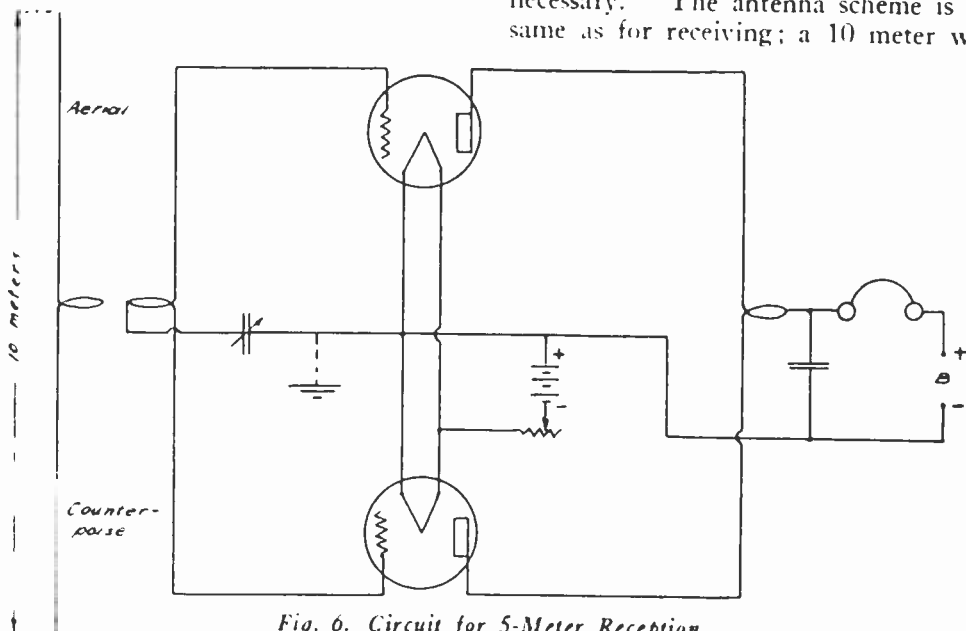 necessary. The antenna scheme is
same as for receiving; a 10 meter w
Aerial
10 meters
+
-
+
B
-
Counter-
poise
Fig. 6. Circuit for 5-Meter Reception